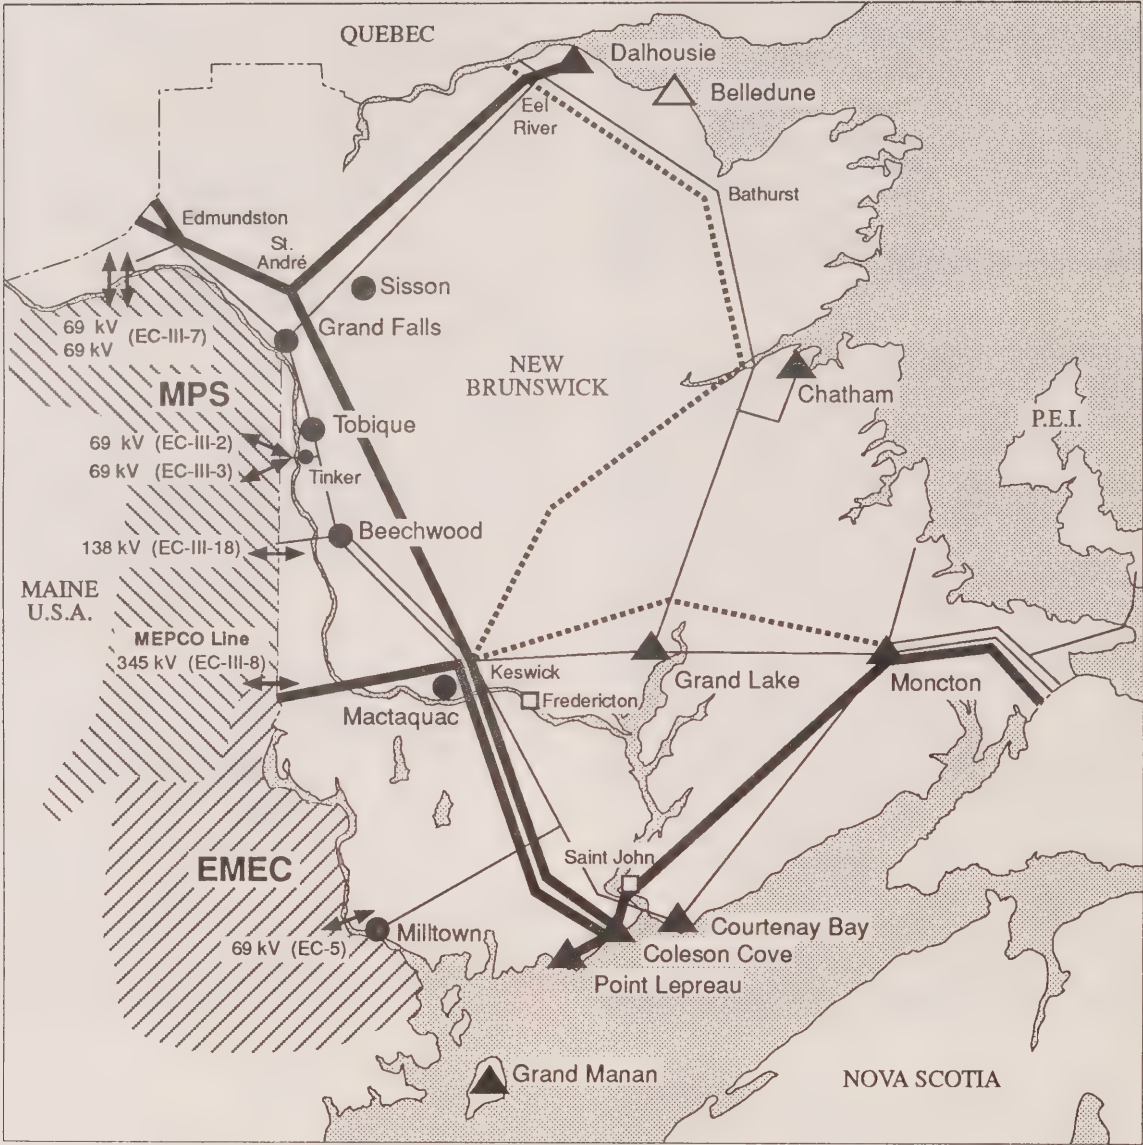 QUEBEC
Dalhousie
Belledune
Eel
River
Bathurst
Edmundston
St.
André
Sisson
Grand Falls
69 kV
69 kV
(EC-III-7)
NEW
BRUNSWICK
MPS
Chatham
P.E.I.
Tobique
69 kV (EC-III-2)
69 kV (EC-III-3)
Tinker
Beechwood
138 kV (EC-III-18)
MAINE
U.S.A.
MEPCO Line
345 kV (EC-III-8)
Keswick
Grand Lake
Moncton
Fredericton
Mactaquac
Saint John
EMEC
Milltown
69 kV (EC-5)
Courtenay Bay
Coleson Cove
Point Lepreau
Grand Manan
NOVA SCOTIA